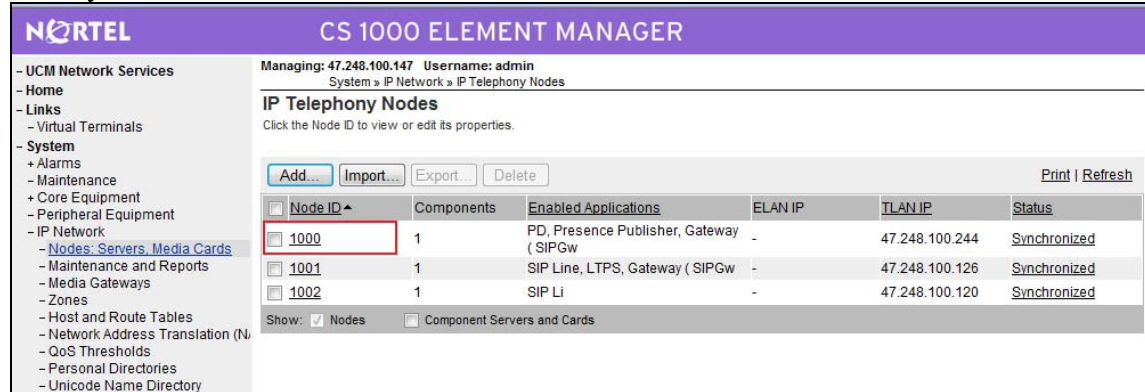 NORTEL
CS 1000 ELEMENT MANAGER
- UCM Network Services
- Home
- Links
- Virtual Terminals
- System
+ Alarms
- Maintenance
+ Core Equipment
- Peripheral Equipment
- IP Network
- Nodes: Servers, Media Cards
- Maintenance and Reports
- Media Gateways
- Zones
- Host and Route Tables
- Network Address Translation (N
- QoS Thresholds
- Personal Directories
- Unicode Name Directory
Managing: 47.248.100.147 Username: admin
System » IP Network » IP Telephony Nodes
IP Telephony Nodes
Click the Node ID to view or edit its properties.
Add... Import... Export... Delete Print | Refresh
Node ID Components Enabled Applications ELAN IP TLAN IP Status
1000 1 PD, Presence Publisher, Gateway ( SIPGw - 47.248.100.244 Synchronized
1001 1 SIP Line, LTPS, Gateway ( SIPGw - 47.248.100.126 Synchronized
1002 1 SIP Li - 47.248.100.120 Synchronized
Show: Nodes Component Servers and Cards